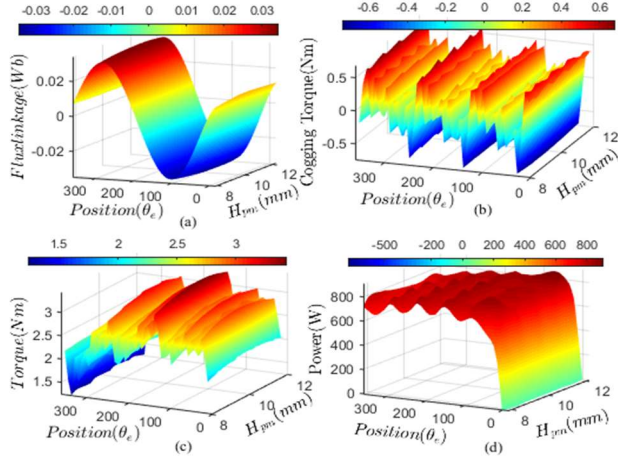 -0.03 -0.02 -0.01 0 0.01 0.02 0.03
Fluxlinkage(Wb)
0.02
0
-0.02
300 200 100 0
8 10 12
Position(θe)
Hpm(mm)
(a)
-0.6 -0.4 -0.2 0 0.2 0.4 0.6
Cogging Torque(Nm)
0.5
0
-0.5
300 200 100 0
8 10 12
Position(θe)
Hpm(mm)
(b)
1.5 2 2.5 3
Torque(Nm)
3
2.5
2
1.5
300 200 100 0
8 10 12
Position(θe)
Hpm(mm)
(c)
-500 -400 -200 0 200 400 600 800
Power(W)
800
600
400
200
0
300 200 100 0
8 10 12
Position(θe)
Hpm(mm)
(d)